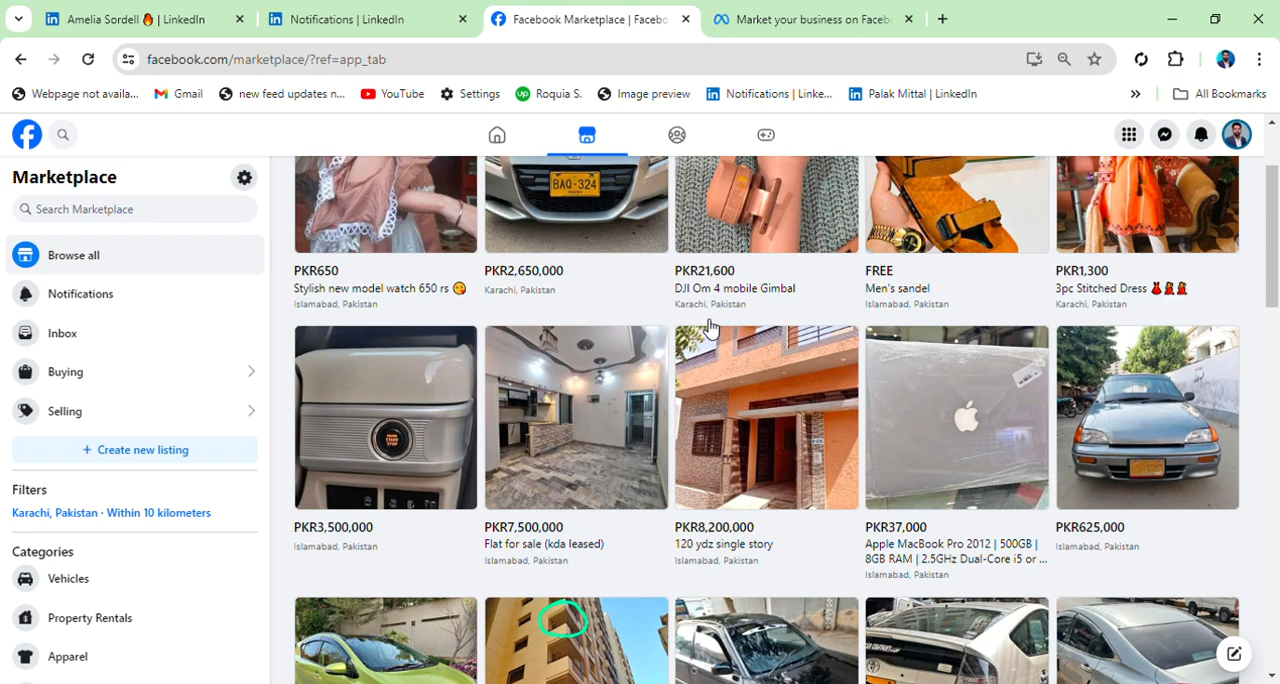 Amelia Sordell 🔥 | LinkedIn
Notifications | LinkedIn
Facebook Marketplace | Facebo
Market your business on Faceb
facebook.com/marketplace/?ref=app_tab
Webpage not availa...
Gmail
new feed updates n...
YouTube
Settings
Roquia S.
Image preview
Notifications | Linke...
Palak Mittal | LinkedIn
All Bookmarks
Marketplace
Search Marketplace
Browse all
Notifications
Inbox
Buying
Selling
+ Create new listing
Filters
Karachi, Pakistan · Within 10 kilometers
Categories
Vehicles
Property Rentals
Apparel
BAQ-324
PKR650
Stylish new model watch 650 rs 😋
Islamabad, Pakistan
PKR2,650,000
Karachi, Pakistan
PKR21,600
DJI Om 4 mobile Gimbal
Karachi, Pakistan
FREE
Men's sandel
Islamabad, Pakistan
PKR1,300
3pc Stitched Dress 💃💃💃
Karachi, Pakistan
PKR3,500,000
Islamabad, Pakistan
PKR7,500,000
Flat for sale (kda leased)
Islamabad, Pakistan
PKR8,200,000
120 ydz single story
Islamabad, Pakistan
PKR37,000
Apple MacBook Pro 2012 | 500GB |
8GB RAM | 2.5GHz Dual-Core i5 or ...
Islamabad, Pakistan
PKR625,000
Islamabad, Pakistan